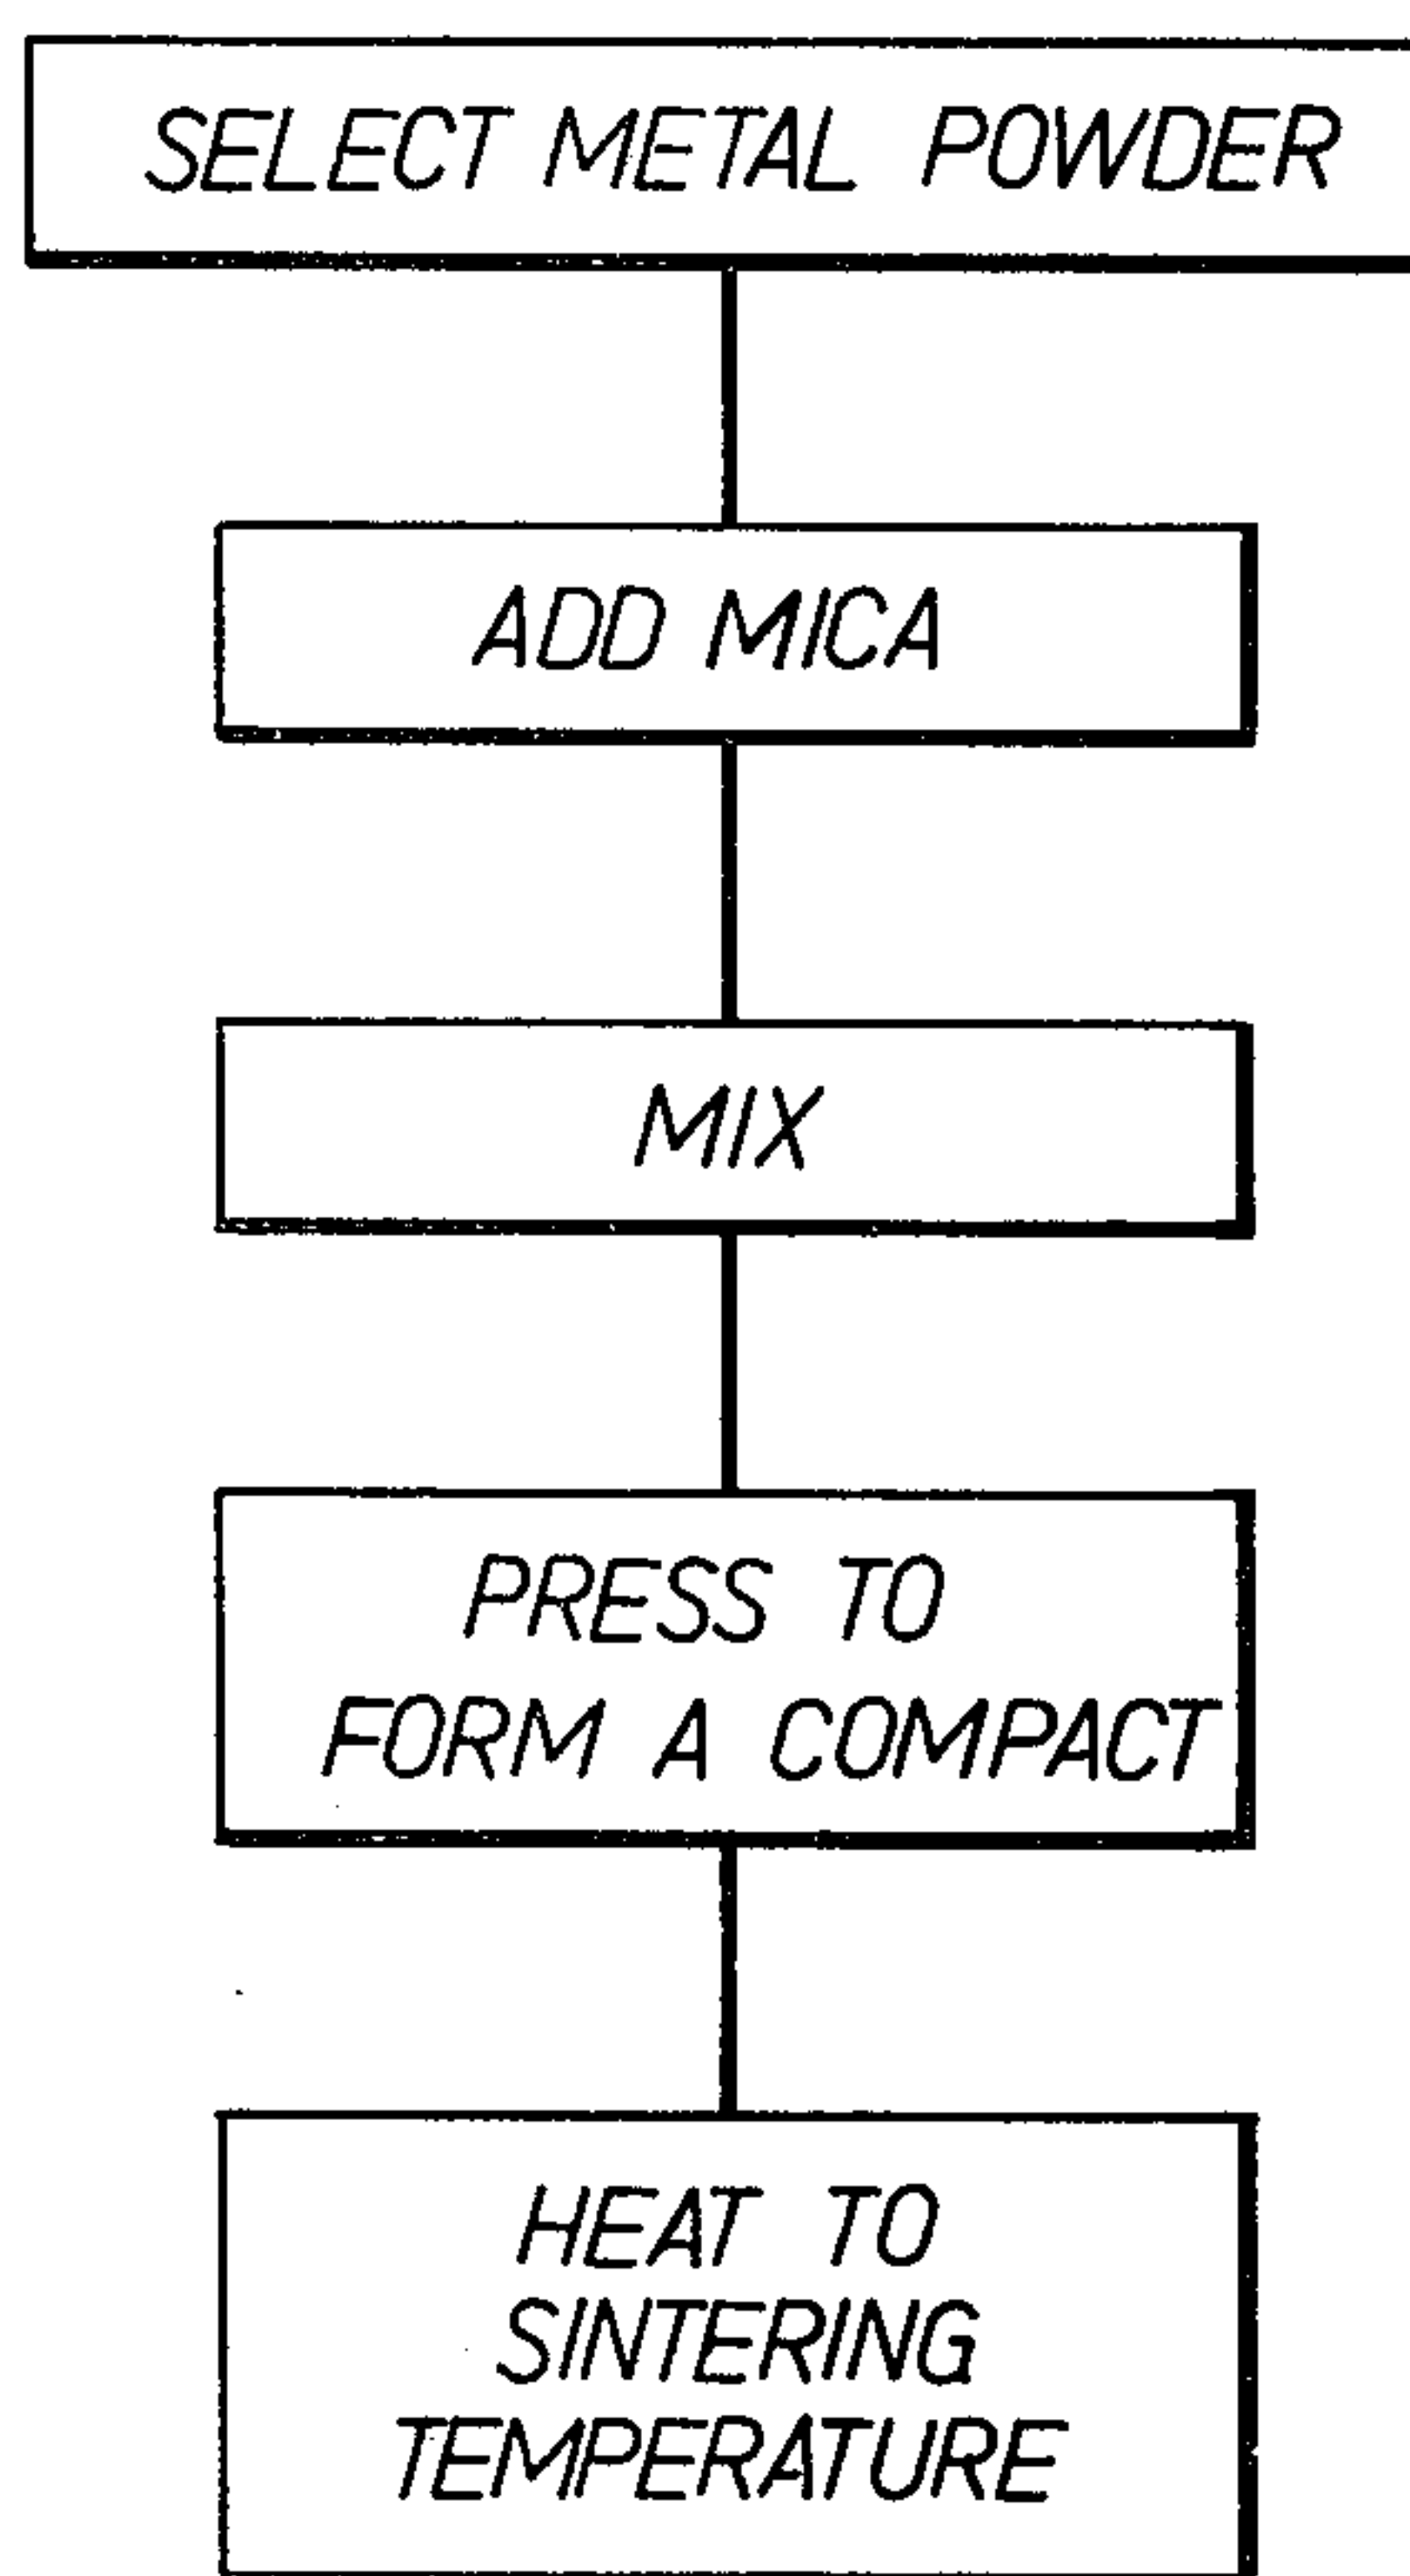 SELECT METAL POWDER
ADD MICA
MIX
PRESS TO
FORM A COMPACT
HEAT TO
SINTERING
TEMPERATURE